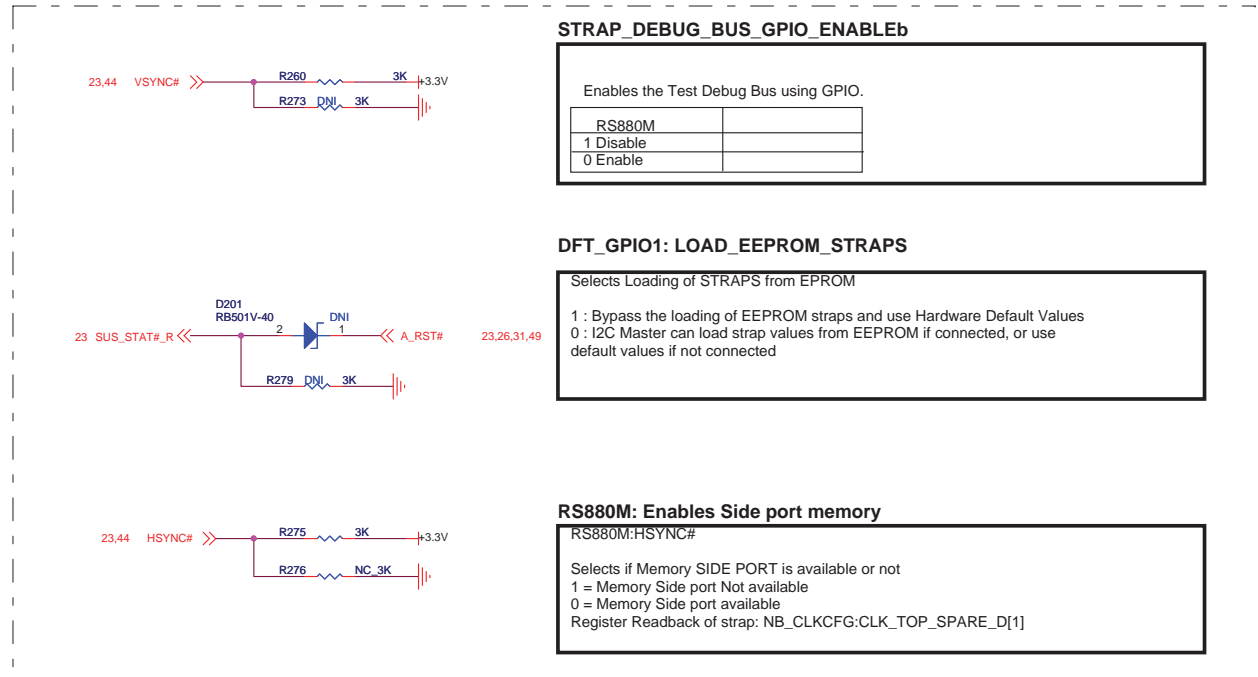 STRAP_DEBUG_BUS_GPIO_ENABLEb
23,44 VSYNC# R260 3K +3.3V
R273 DNI 3K
Enables the Test Debug Bus using GPIO.
RS880M
1 Disable
0 Enable
DFT_GPIO1: LOAD_EEPROM_STRAPS
D201
RB501V-40 DNI
23 SUS_STAT#_R 2 1 A_RST# 23,26,31,49
R279 DNI 3K
Selects Loading of STRAPS from EPROM
1 : Bypass the loading of EEPROM straps and use Hardware Default Values
0 : I2C Master can load strap values from EEPROM if connected, or use
default values if not connected
RS880M: Enables Side port memory
23,44 HSYNC# R275 3K +3.3V
R276 NC_3K
RS880M:HSYNC#
Selects if Memory SIDE PORT is available or not
1 = Memory Side port Not available
0 = Memory Side port available
Register Readback of strap: NB_CLKCFG:CLK_TOP_SPARE_D[1]